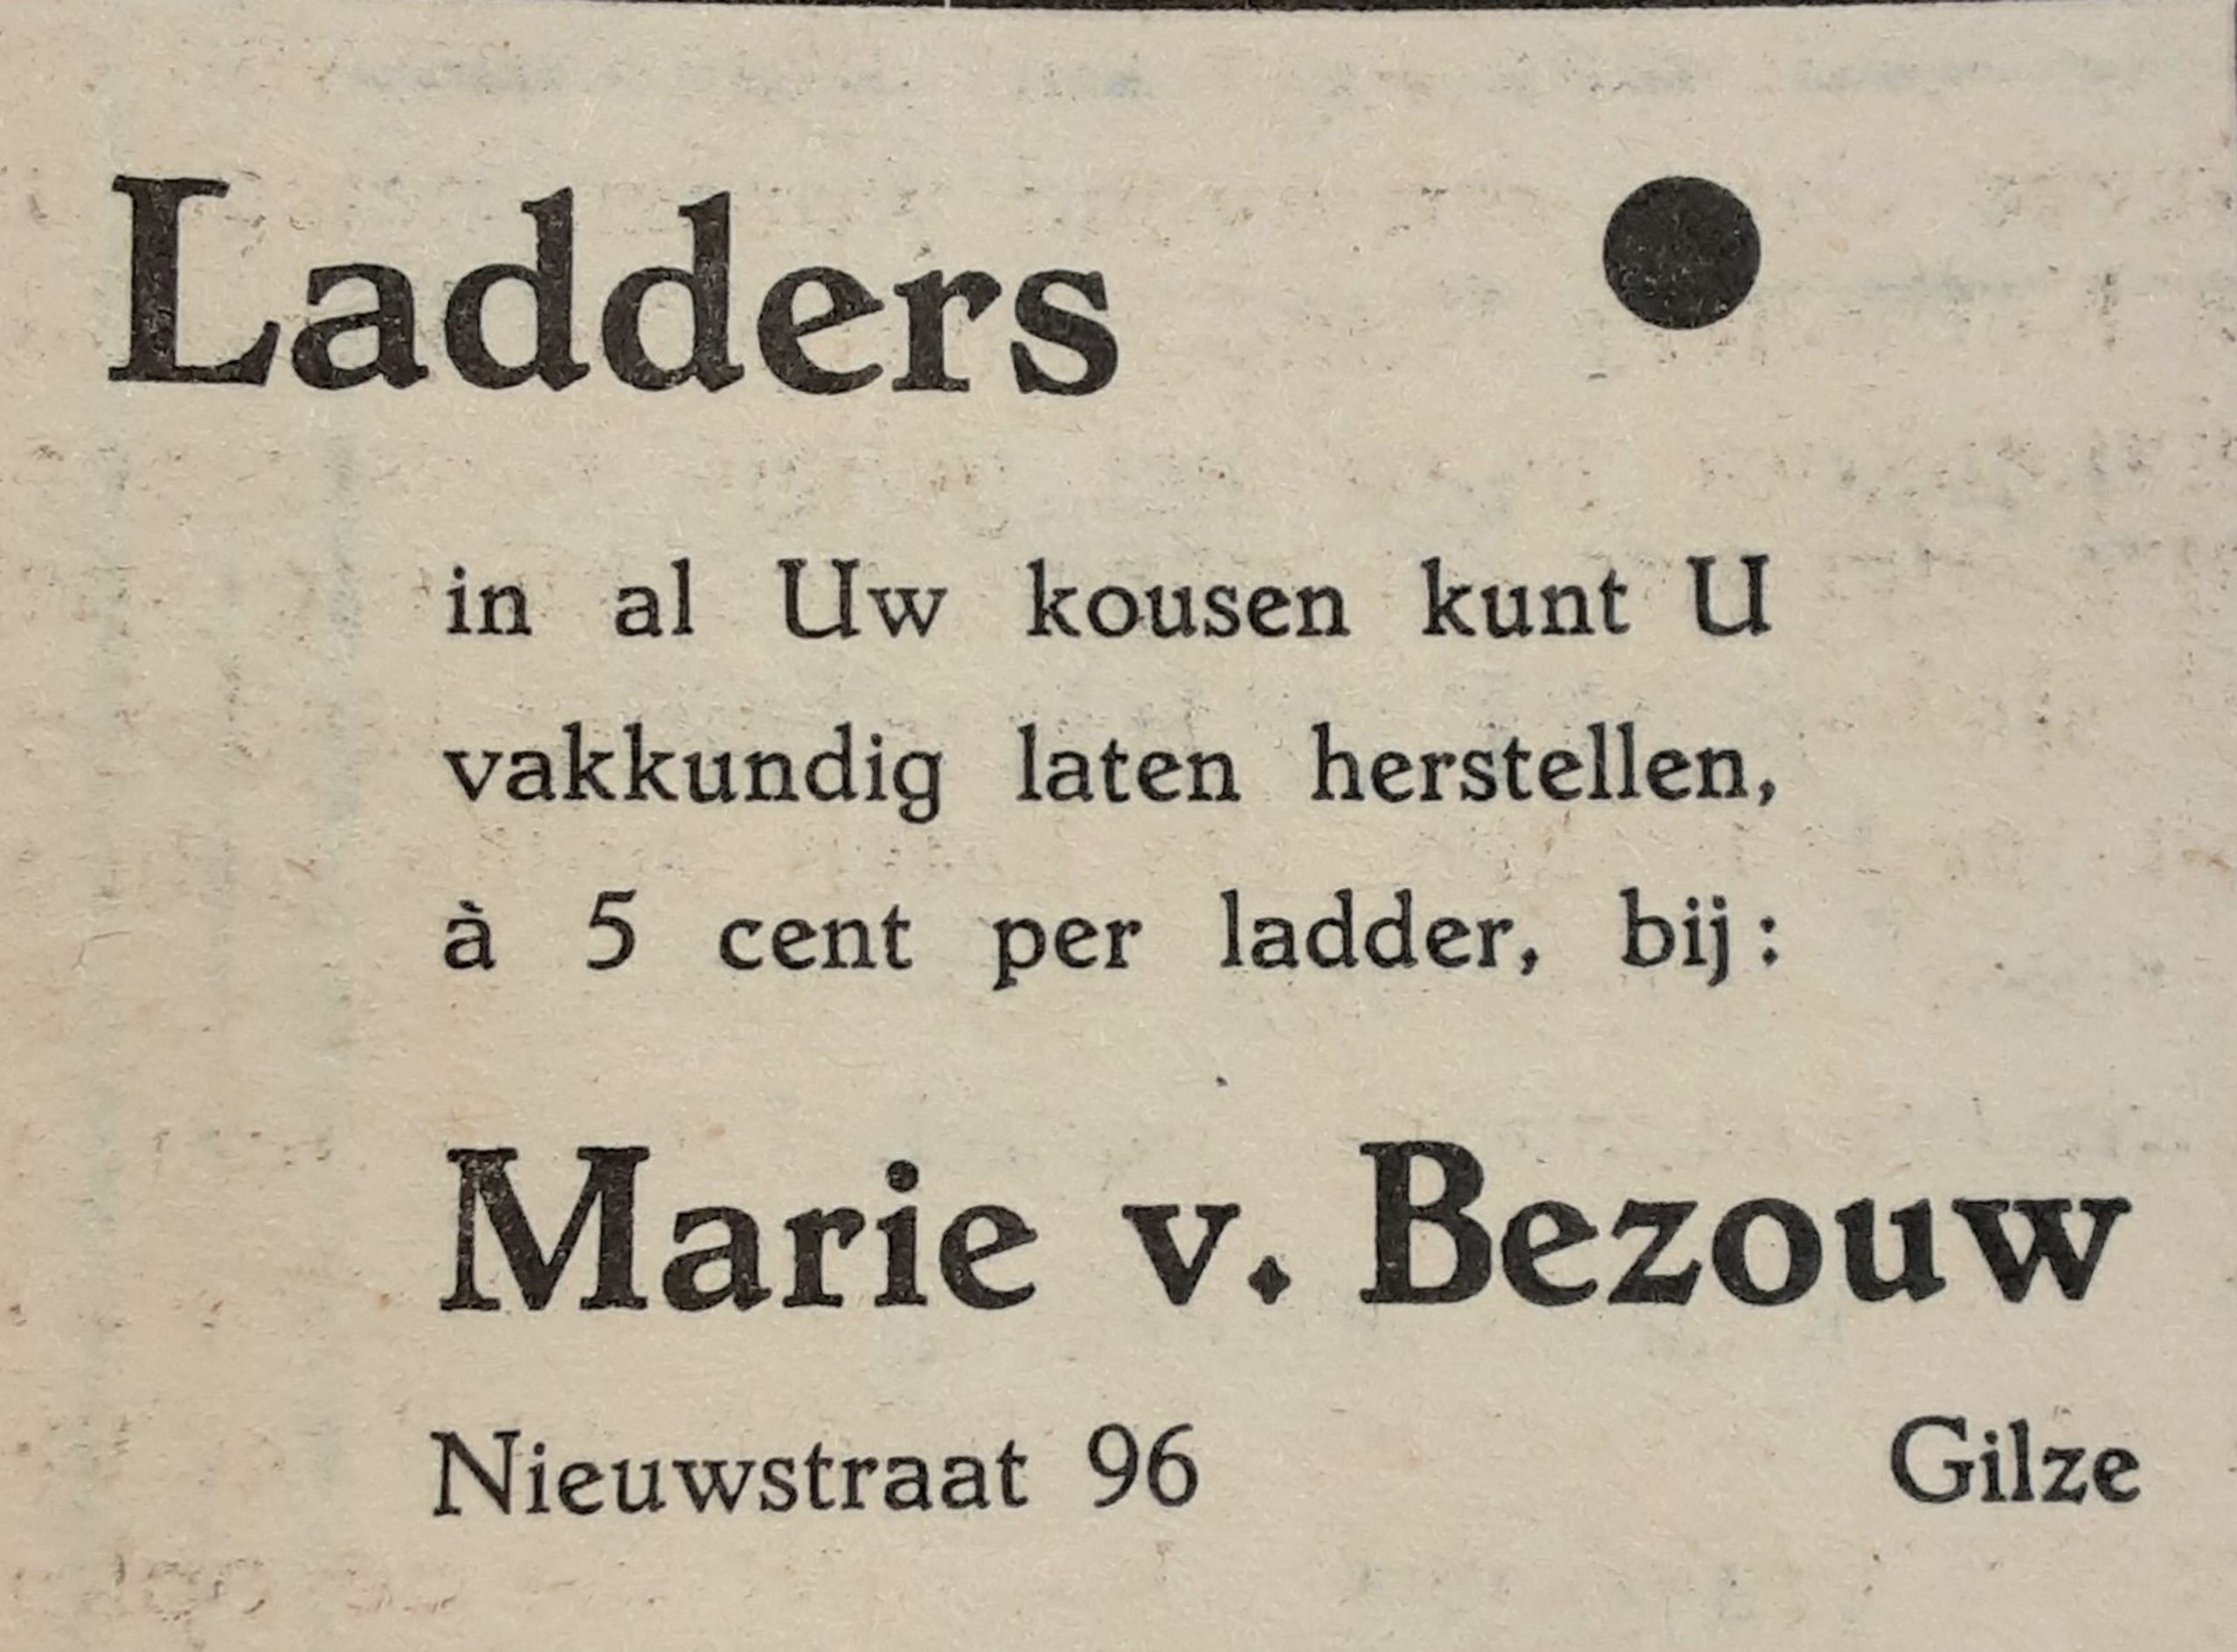 Ladders ●
in al Uw kousen kunt U
vakkundig laten herstellen,
à 5 cent per ladder, bij:
Marie v. Bezouw
Nieuwstraat 96 Gilze